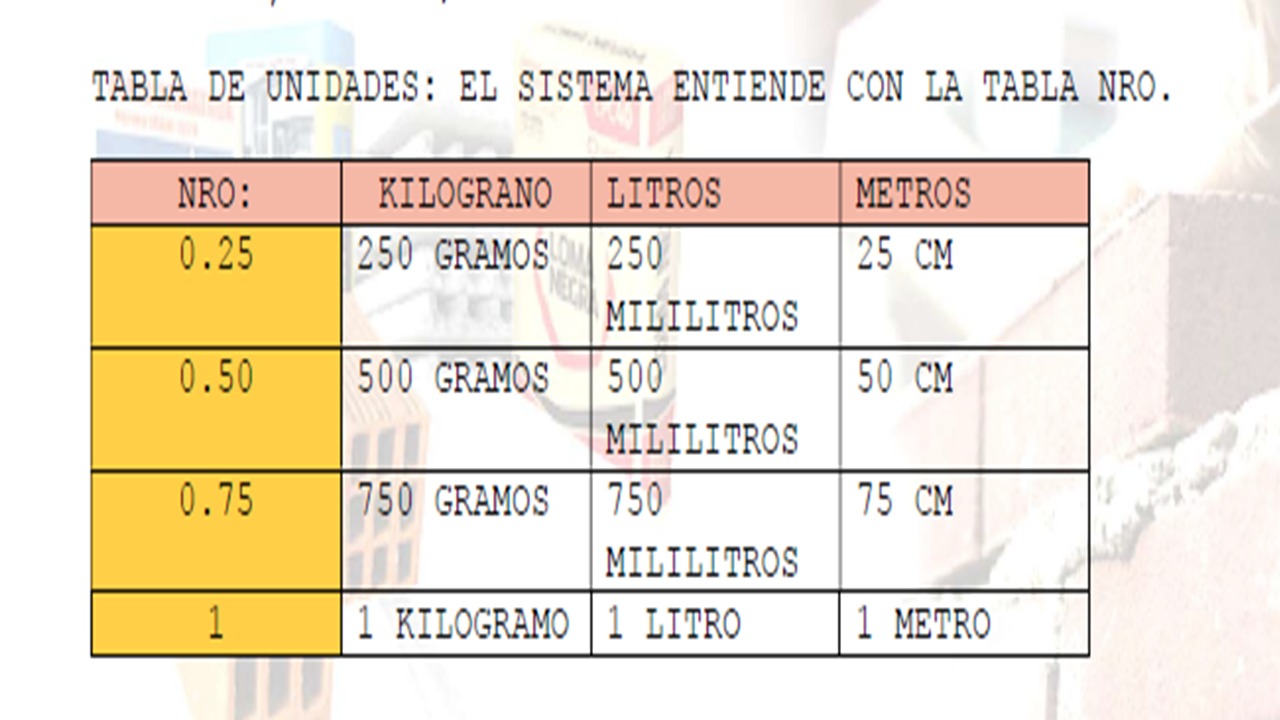 TABLA DE UNIDADES: EL SISTEMA ENTIENDE CON LA TABLA NRO.
NRO: KILOGRANO LITROS METROS
0.25 250 GRAMOS 250 MILILITROS 25 CM
0.50 500 GRAMOS 500 MILILITROS 50 CM
0.75 750 GRAMOS 750 MILILITROS 75 CM
1 1 KILOGRAMO 1 LITRO 1 METRO
LOMA
NEGRA